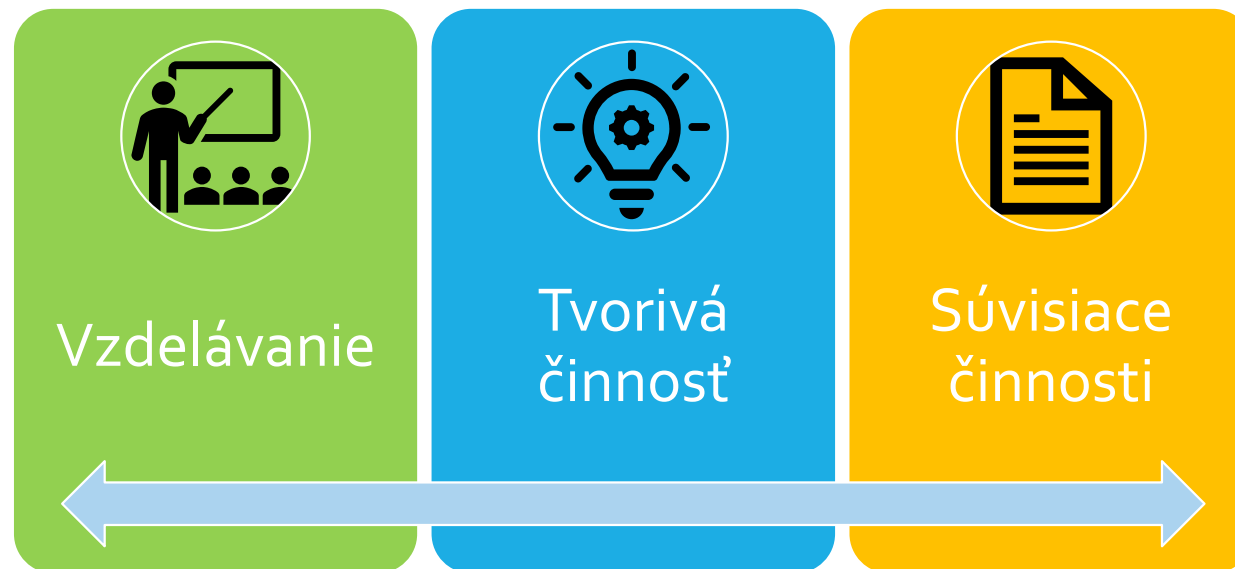 Vzdelávanie
Tvorivá
činnosť
Súvisiace
činnosti